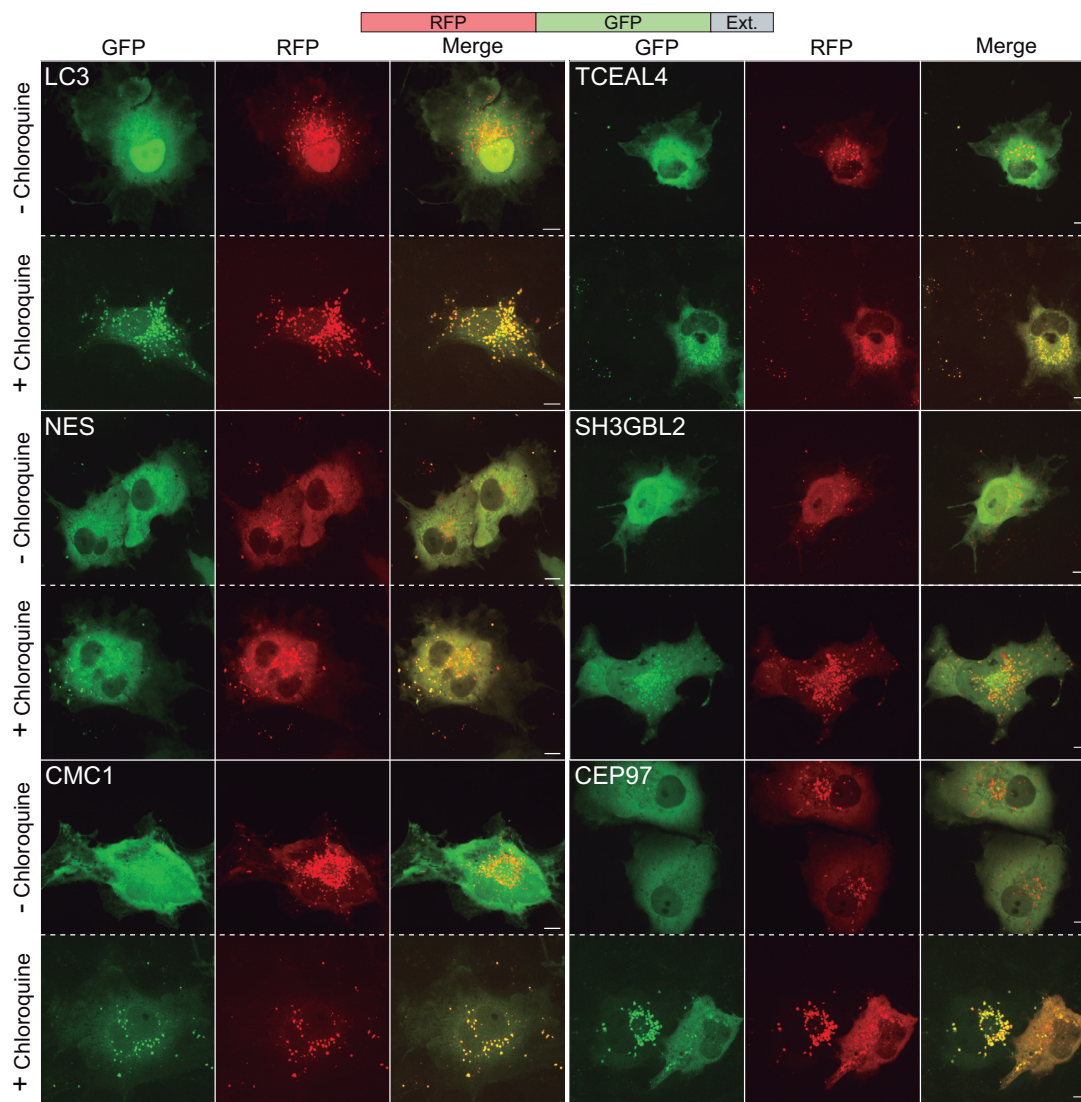 RFP GFP Ext.
GFP RFP Merge GFP RFP Merge
- Chloroquine
LC3 TCEAL4
+ Chloroquine
- Chloroquine
NES SH3GBL2
+ Chloroquine
- Chloroquine
CMC1 CEP97
+ Chloroquine